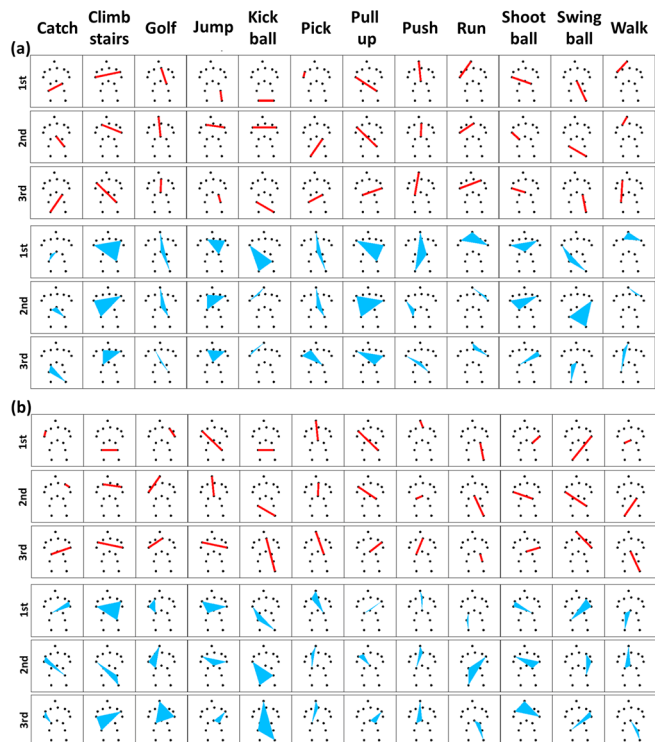 Catch Climb stairs Golf Jump Kick ball Pick Pull up Push Run Shoot ball Swing ball Walk
(a)
1st
2nd
3rd
1st
2nd
3rd
(b)
1st
2nd
3rd
1st
2nd
3rd